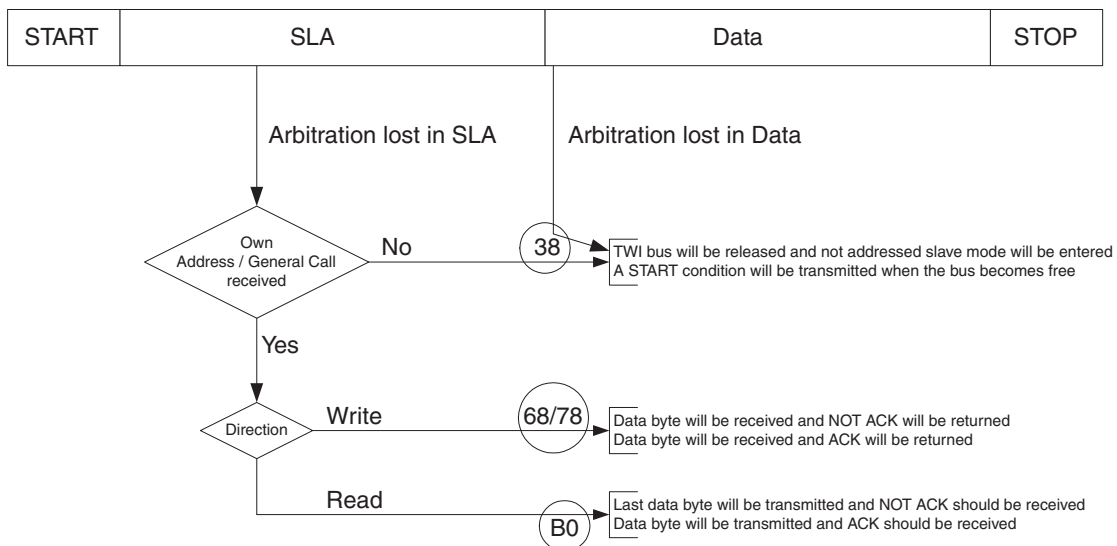 START SLA Data STOP
Arbitration lost in SLA Arbitration lost in Data
Own
Address / General Call
received
No
38
TWI bus will be released and not addressed slave mode will be entered
A START condition will be transmitted when the bus becomes free
Yes
Direction
Write
68/78
Data byte will be received and NOT ACK will be returned
Data byte will be received and ACK will be returned
Read
B0
Last data byte will be transmitted and NOT ACK should be received
Data byte will be transmitted and ACK should be received